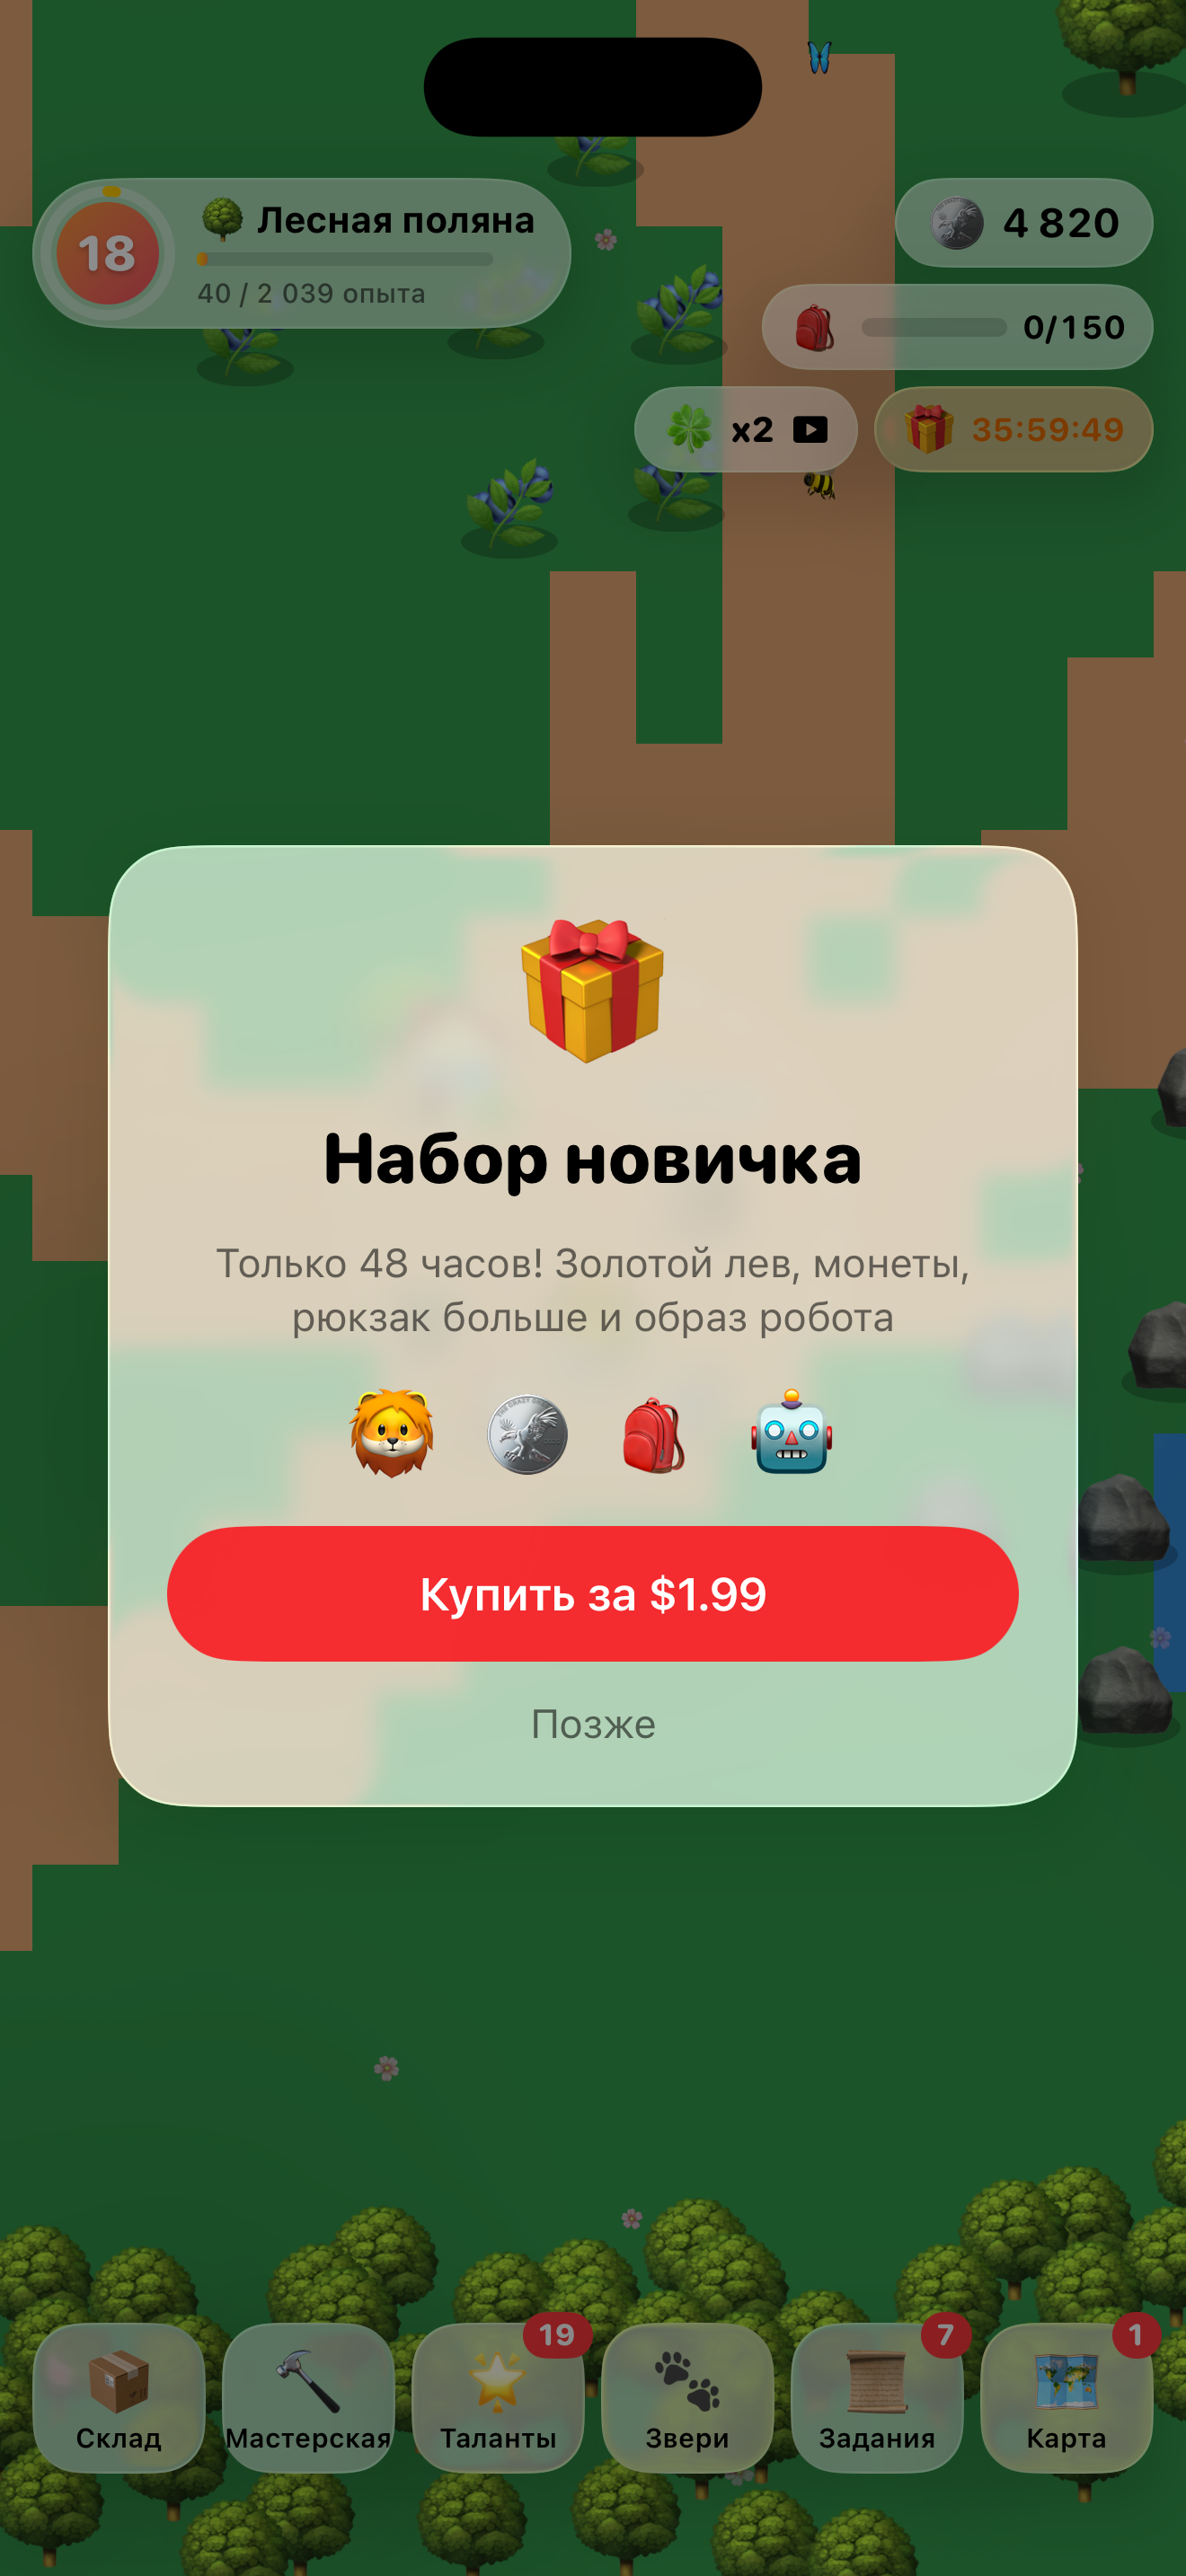 18
Лесная поляна
40 / 2 039 опыта
4 820
0/150
x2
35:59:49
Набор новичка
Только 48 часов! Золотой лев, монеты,
рюкзак больше и образ робота
Купить за $1.99
Позже
19
7
1
Склад
Мастерская
Таланты
Звери
Задания
Карта